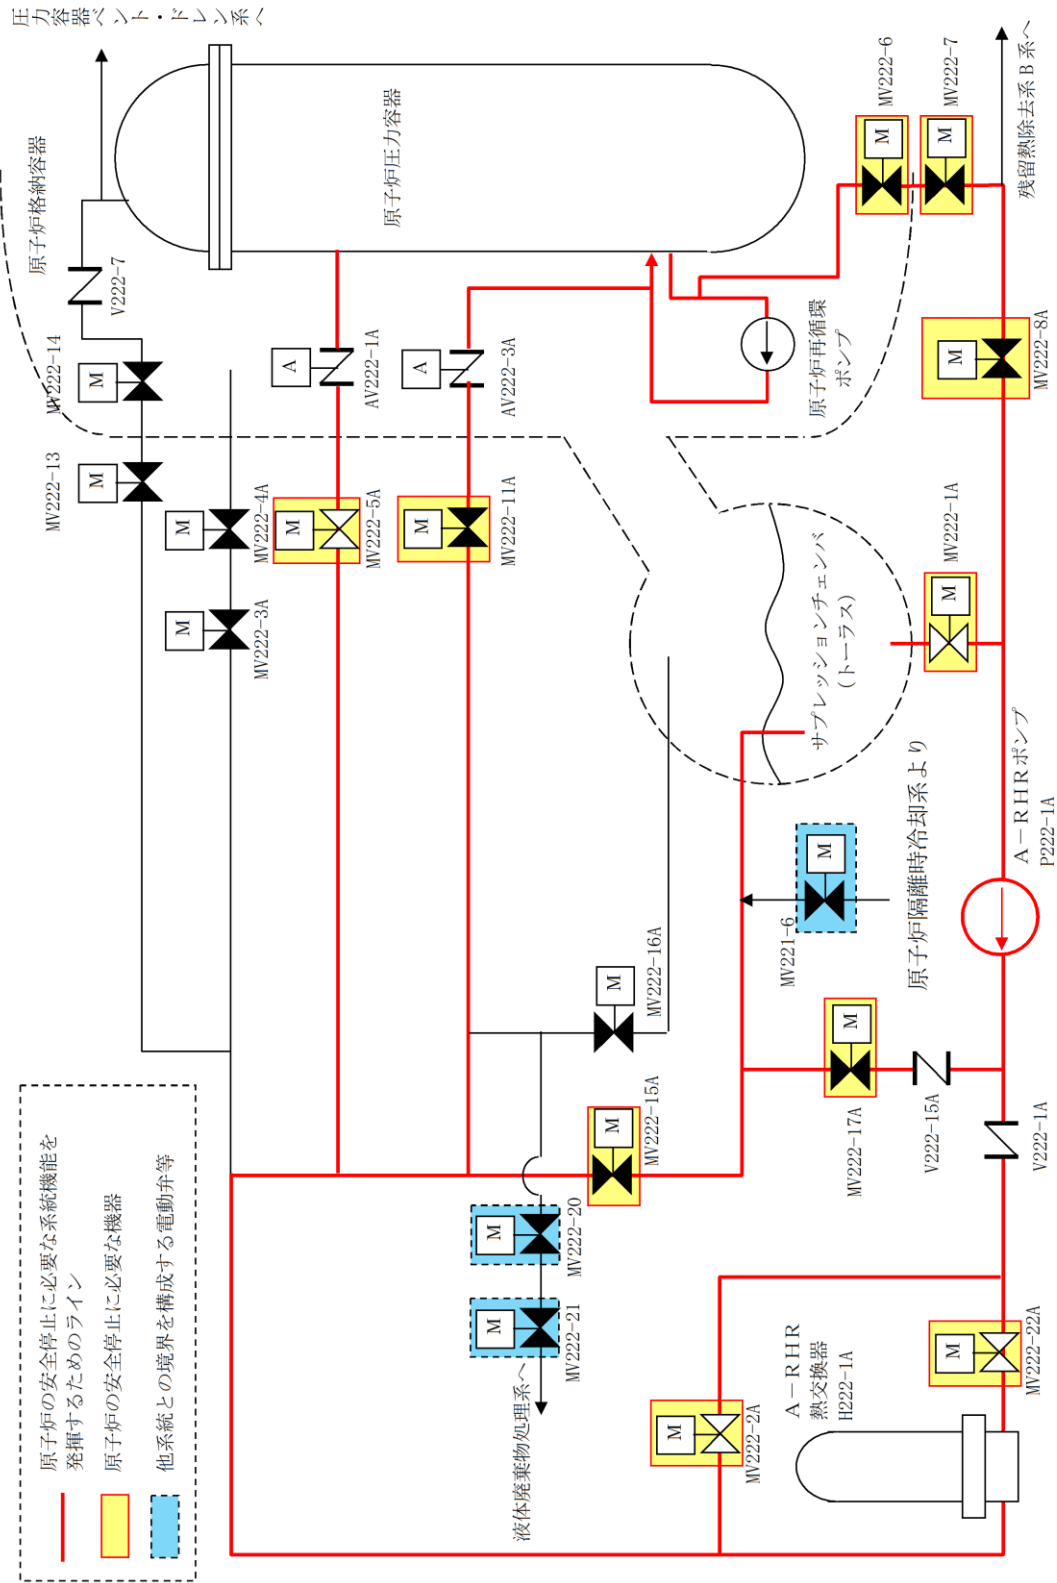 原子炉の安全停止に必要な系統機能を
発揮するためのライン
原子炉の安全停止に必要な機器
他系統との境界を構成する電動弁等
圧力容器ベント・ドレン系へ
原子炉格納容器
V222-7
M
MV222-14
M
MV222-13
M
MV222-4A
M
MV222-3A
A
AV222-1A
M
MV222-5A
A
AV222-3A
M
MV222-11A
原子炉圧力容器
原子炉再循環
ポンプ
M
MV222-6
M
MV222-7
残留熱除去系B系へ
M
MV222-8A
M
MV222-1A
サプレッションチェンバ
(トーラス)
A-RHRポンプ
P222-1A
原子炉隔離時冷却系より
M
MV221-6
M
MV222-16A
M
MV222-15A
M
MV222-17A
V222-15A
V222-1A
M
MV222-20
M
MV222-21
液体廃棄物処理系へ
M
MV222-2A
A-RHR
熱交換器
H222-1A
M
MV222-22A